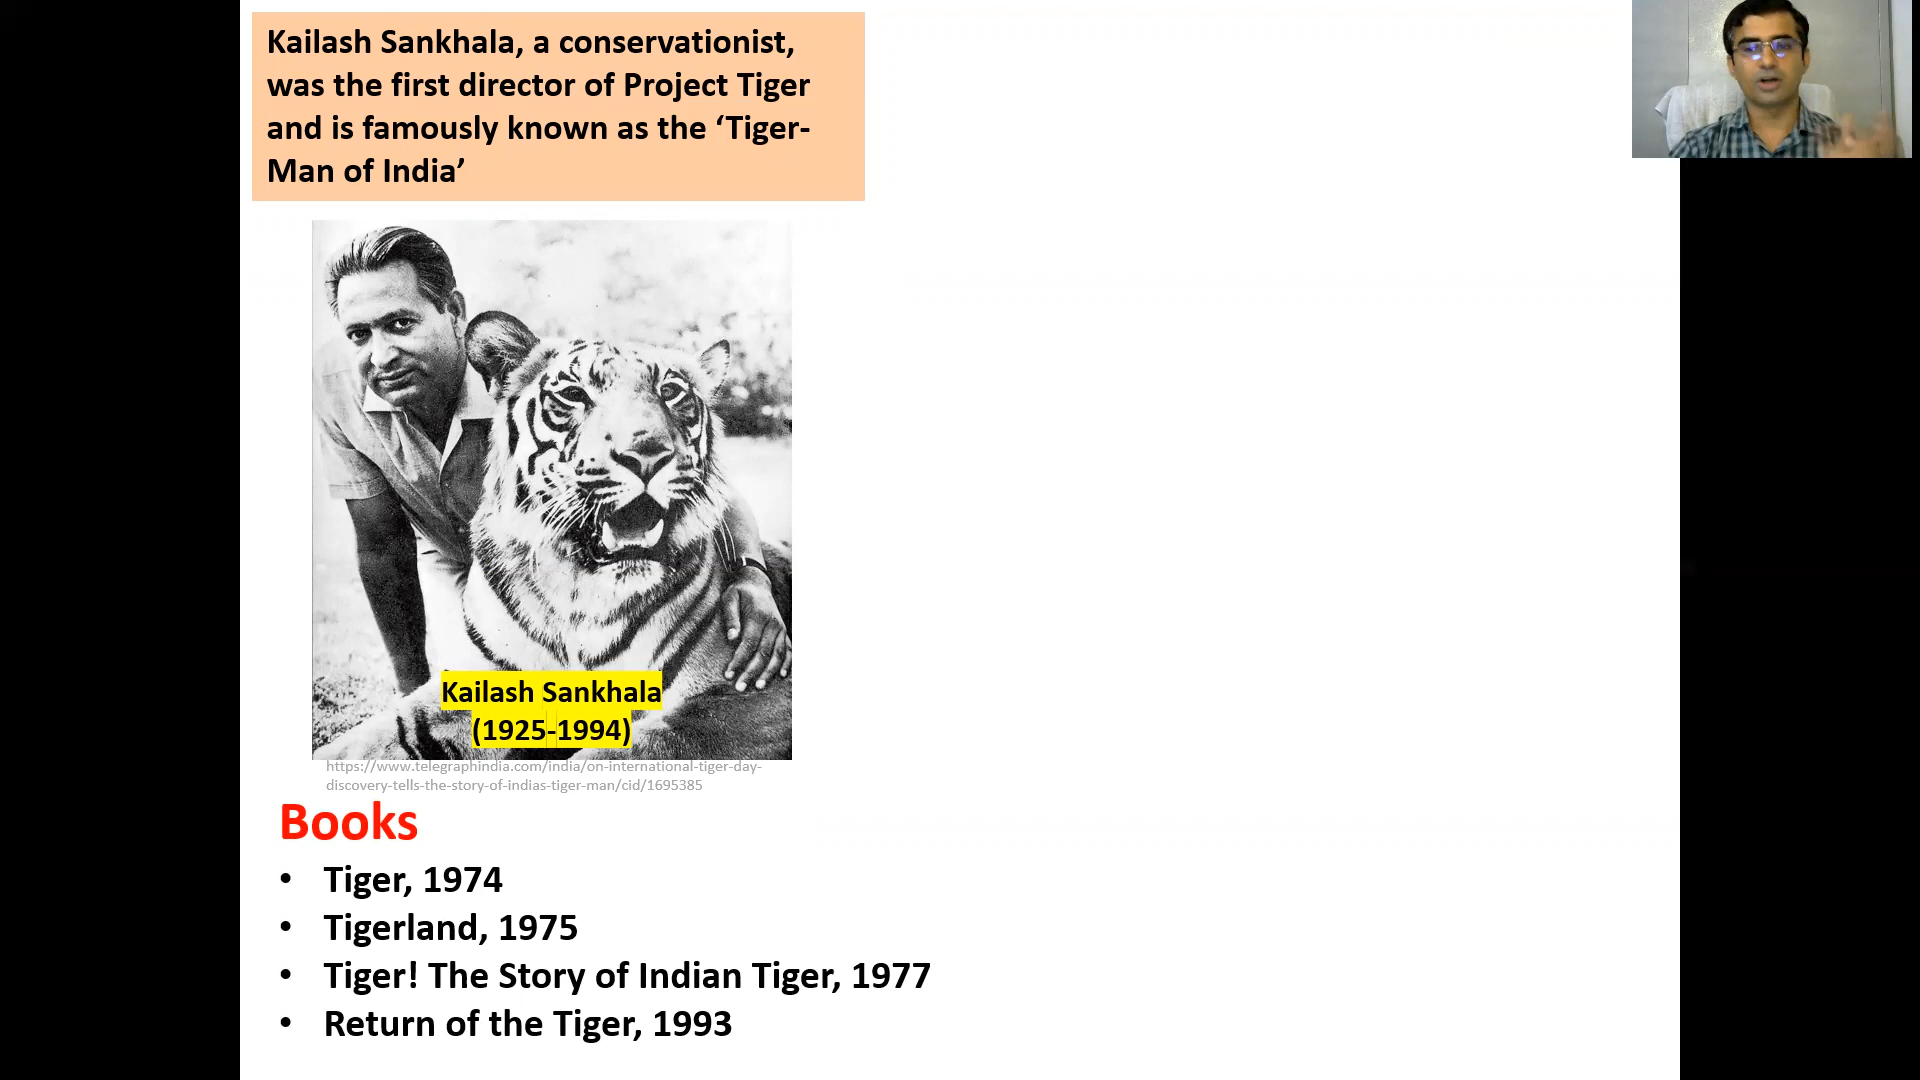 Kailash Sankhala, a conservationist,
was the first director of Project Tiger
and is famously known as the ‘Tiger-
Man of India’
Kailash Sankhala
(1925-1994)
https://www.telegraphindia.com/india/on-international-tiger-day-
discovery-tells-the-story-of-indias-tiger-man/cid/1695385
Books
• Tiger, 1974
• Tigerland, 1975
• Tiger! The Story of Indian Tiger, 1977
• Return of the Tiger, 1993